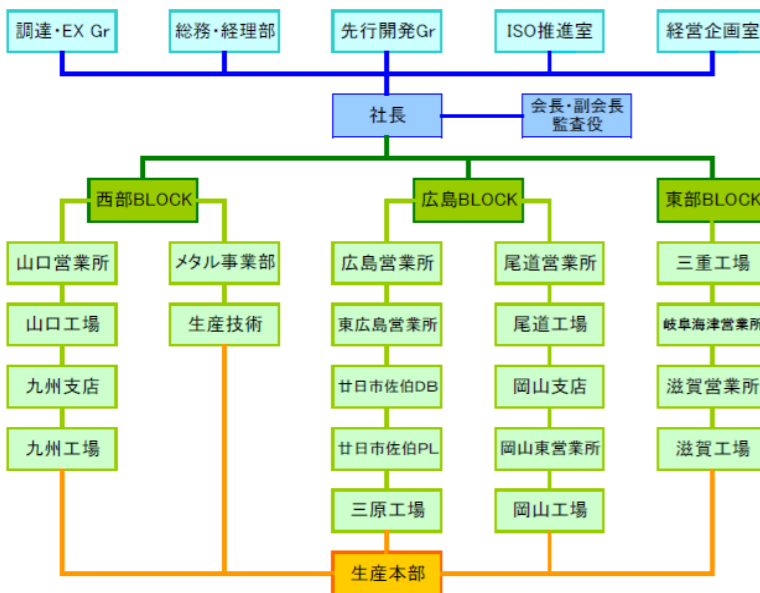 調達・EX Gr
総務・経理部
先行開発Gr
ISO推進室
経営企画室
社長
会長・副会長
監査役
西部BLOCK
広島BLOCK
東部BLOCK
山口営業所
メタル事業部
広島営業所
尾道営業所
三重工場
山口工場
生産技術
東広島営業所
尾道工場
岐阜海津営業所
九州支店
廿日市佐伯DB
岡山支店
滋賀営業所
九州工場
廿日市佐伯PL
岡山東営業所
滋賀工場
三原工場
岡山工場
生産本部